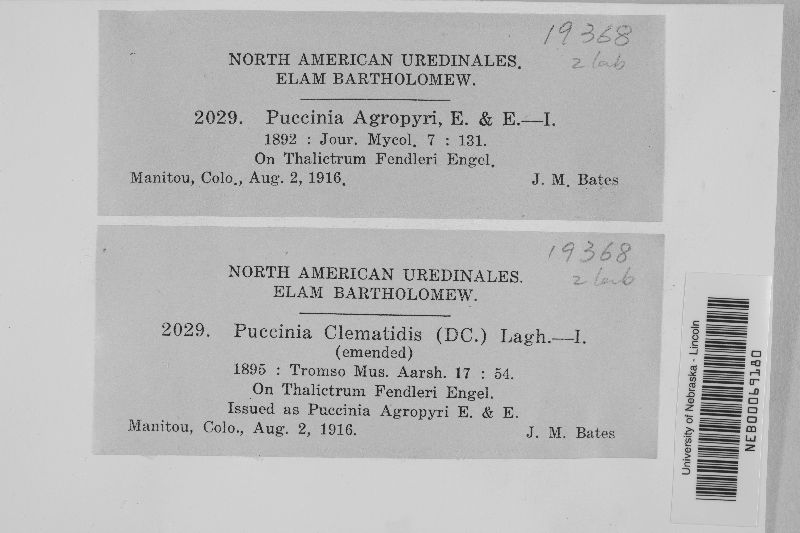 19368
2 lab
NORTH AMERICAN UREDINALES.
ELAM BARTHOLOMEW.
2029. Puccinia Agropyri, E. & E.—I.
1892 : Jour. Mycol. 7 : 131.
On Thalictrum Fendleri Engel.
Manitou, Colo., Aug. 2, 1916. J. M. Bates
19368
2 lab
NORTH AMERICAN UREDINALES.
ELAM BARTHOLOMEW.
2029. Puccinia Clematidis (DC.) Lagh.—I.
(emended)
1895 : Tromso Mus. Aarsh. 17 : 54.
On Thalictrum Fendleri Engel.
Issued as Puccinia Agropyri E. & E.
Manitou, Colo., Aug. 2, 1916. J. M. Bates
University of Nebraska - Lincoln
NEB00069180